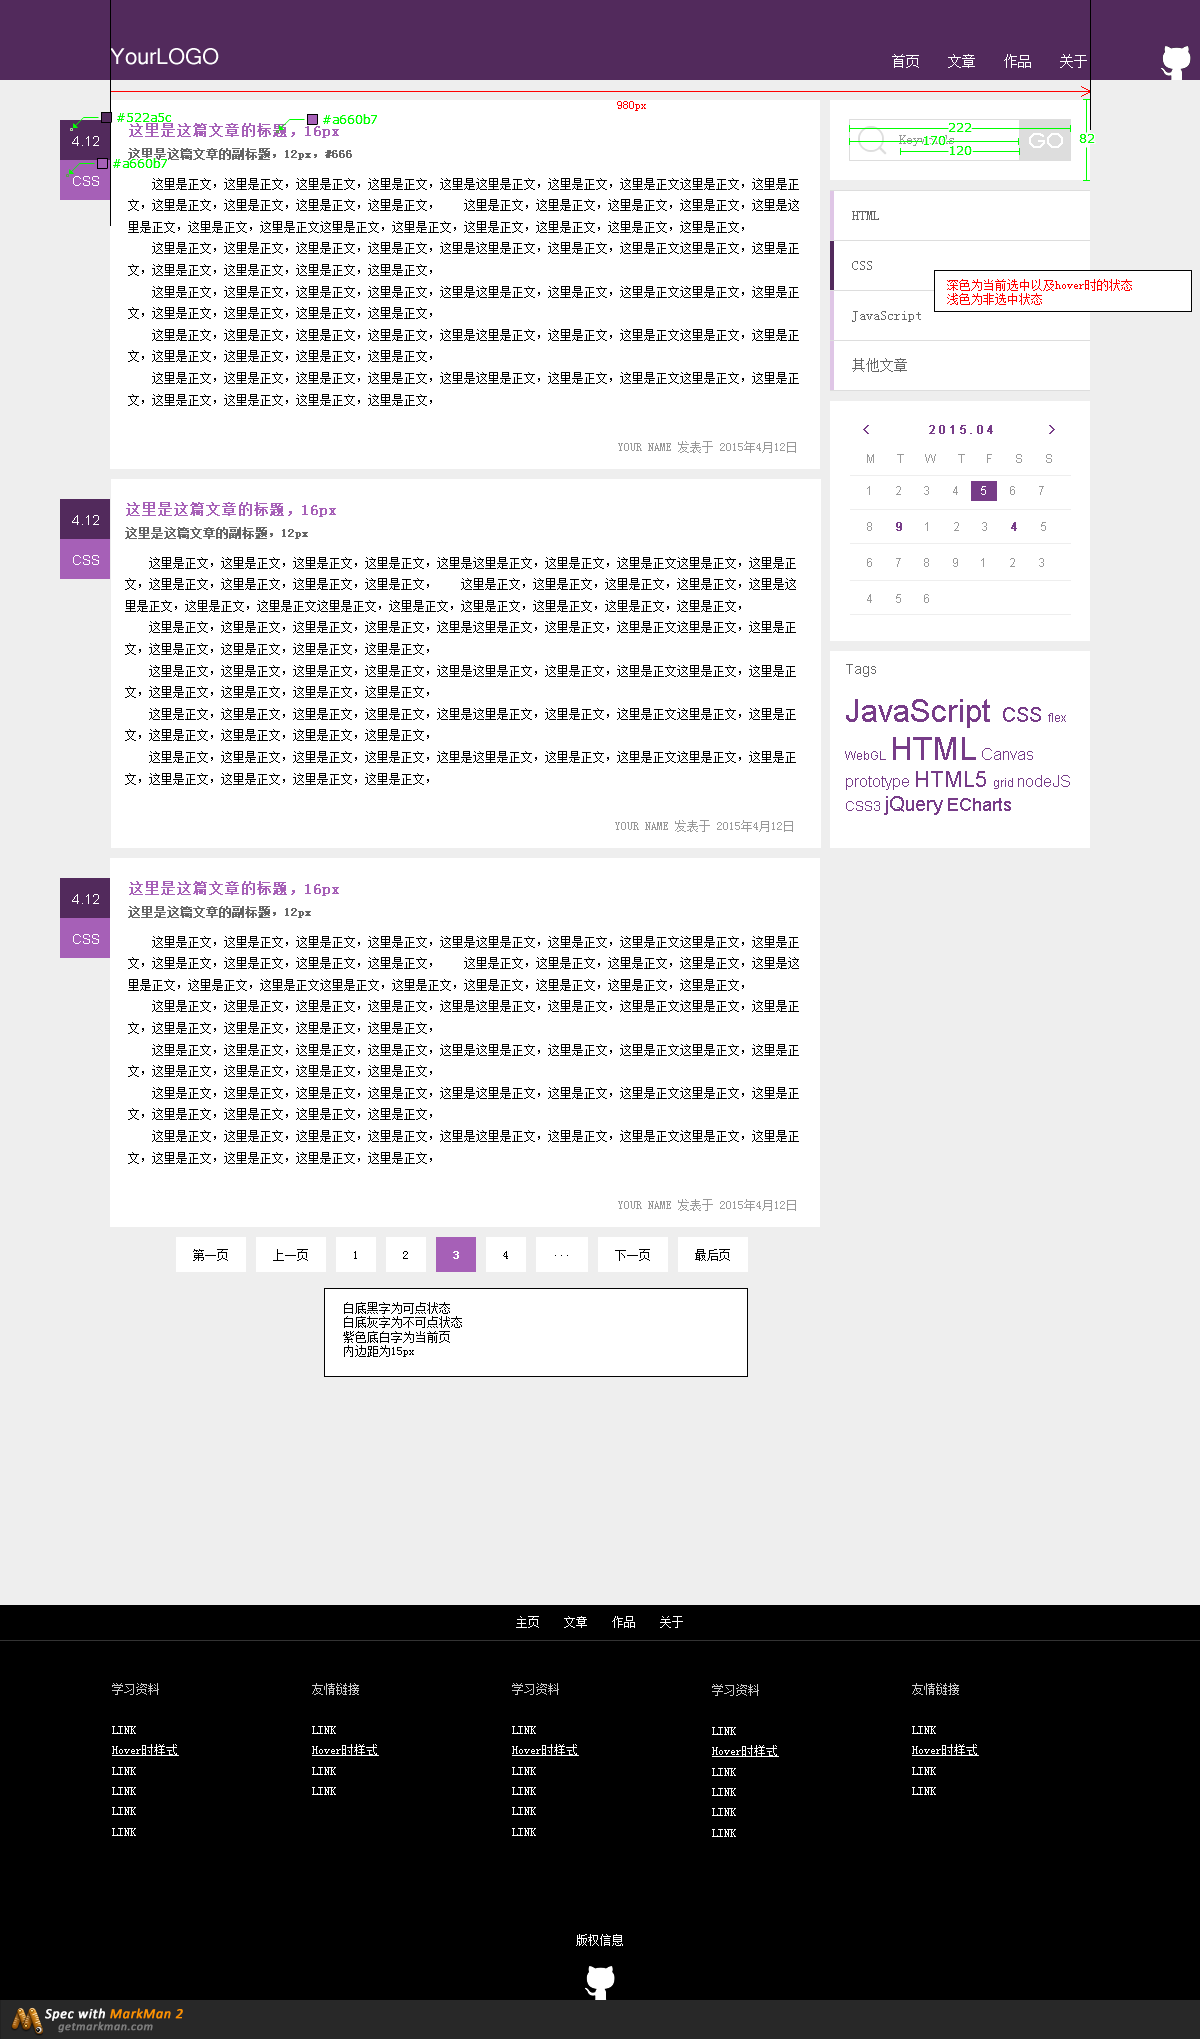 YourLOGO
首页 文章 作品 关于
980px
#522a5c
#a660b7
4.12
#a660b7
CSS
这里是这篇文章的标题，16px
这里是这篇文章的副标题，12px，#666
这里是正文，这里是正文，这里是正文，这里是正文，这里是这里是正文，这里是正文，这里是正文这里是正文，这里是正
文，这里是正文，这里是正文，这里是正文，这里是正文， 这里是正文，这里是正文，这里是正文，这里是正文，这里是这
里是正文，这里是正文，这里是正文这里是正文，这里是正文，这里是正文，这里是正文，这里是正文，这里是正文，
这里是正文，这里是正文，这里是正文，这里是正文，这里是这里是正文，这里是正文，这里是正文这里是正文，这里是正
文，这里是正文，这里是正文，这里是正文，这里是正文，
这里是正文，这里是正文，这里是正文，这里是正文，这里是这里是正文，这里是正文，这里是正文这里是正文，这里是正
文，这里是正文，这里是正文，这里是正文，这里是正文，
这里是正文，这里是正文，这里是正文，这里是正文，这里是这里是正文，这里是正文，这里是正文这里是正文，这里是正
文，这里是正文，这里是正文，这里是正文，这里是正文，
这里是正文，这里是正文，这里是正文，这里是正文，这里是这里是正文，这里是正文，这里是正文这里是正文，这里是正
文，这里是正文，这里是正文，这里是正文，这里是正文，
YOUR NAME 发表于 2015年4月12日
4.12
CSS
这里是这篇文章的标题，16px
这里是这篇文章的副标题，12px
这里是正文，这里是正文，这里是正文，这里是正文，这里是这里是正文，这里是正文，这里是正文这里是正文，这里是正
文，这里是正文，这里是正文，这里是正文，这里是正文， 这里是正文，这里是正文，这里是正文，这里是正文，这里是这
里是正文，这里是正文，这里是正文这里是正文，这里是正文，这里是正文，这里是正文，这里是正文，这里是正文，
这里是正文，这里是正文，这里是正文，这里是正文，这里是这里是正文，这里是正文，这里是正文这里是正文，这里是正
文，这里是正文，这里是正文，这里是正文，这里是正文，
这里是正文，这里是正文，这里是正文，这里是正文，这里是这里是正文，这里是正文，这里是正文这里是正文，这里是正
文，这里是正文，这里是正文，这里是正文，这里是正文，
这里是正文，这里是正文，这里是正文，这里是正文，这里是这里是正文，这里是正文，这里是正文这里是正文，这里是正
文，这里是正文，这里是正文，这里是正文，这里是正文，
这里是正文，这里是正文，这里是正文，这里是正文，这里是这里是正文，这里是正文，这里是正文这里是正文，这里是正
文，这里是正文，这里是正文，这里是正文，这里是正文，
YOUR NAME 发表于 2015年4月12日
4.12
CSS
这里是这篇文章的标题，16px
这里是这篇文章的副标题，12px
这里是正文，这里是正文，这里是正文，这里是正文，这里是这里是正文，这里是正文，这里是正文这里是正文，这里是正
文，这里是正文，这里是正文，这里是正文，这里是正文， 这里是正文，这里是正文，这里是正文，这里是正文，这里是这
里是正文，这里是正文，这里是正文这里是正文，这里是正文，这里是正文，这里是正文，这里是正文，这里是正文，
这里是正文，这里是正文，这里是正文，这里是正文，这里是这里是正文，这里是正文，这里是正文这里是正文，这里是正
文，这里是正文，这里是正文，这里是正文，这里是正文，
这里是正文，这里是正文，这里是正文，这里是正文，这里是这里是正文，这里是正文，这里是正文这里是正文，这里是正
文，这里是正文，这里是正文，这里是正文，这里是正文，
这里是正文，这里是正文，这里是正文，这里是正文，这里是这里是正文，这里是正文，这里是正文这里是正文，这里是正
文，这里是正文，这里是正文，这里是正文，这里是正文，
这里是正文，这里是正文，这里是正文，这里是正文，这里是这里是正文，这里是正文，这里是正文这里是正文，这里是正
文，这里是正文，这里是正文，这里是正文，这里是正文，
YOUR NAME 发表于 2015年4月12日
第一页 上一页 1 2 3 4 ... 下一页 最后页
白底黑字为可点状态
白底灰字为不可点状态
紫色底白字为当前页
内边距为15px
222
82
170
GO
120
HTML
CSS
深色为当前选中以及hover时的状态
浅色为非选中状态
JavaScript
其他文章
< 2015.04 >
M T W T F S S
1 2 3 4 5 6 7
8 9 1 2 3 4 5
6 7 8 9 1 2 3
4 5 6
Tags
JavaScript CSS flex
WebGL HTML Canvas
prototype HTML5 grid nodeJS
CSS3 jQuery ECharts
主页 文章 作品 关于
学习资料
LINK
Hover时样式
LINK
LINK
LINK
LINK
友情链接
LINK
Hover时样式
LINK
LINK
学习资料
LINK
Hover时样式
LINK
LINK
LINK
LINK
学习资料
LINK
Hover时样式
LINK
LINK
LINK
LINK
友情链接
LINK
Hover时样式
LINK
LINK
版权信息
Spec with MarkMan 2
getmarkman.com